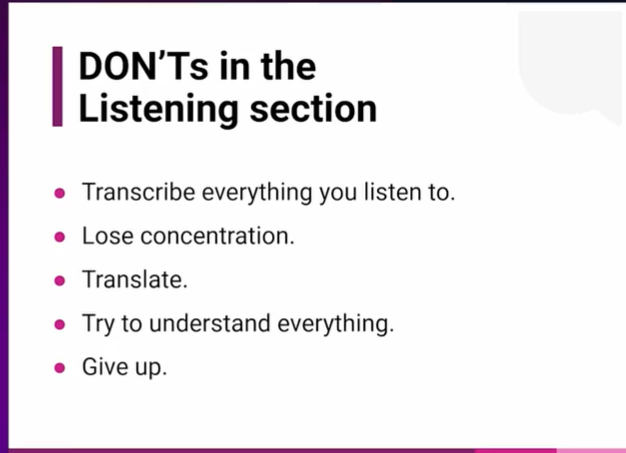 DON’Ts in the
Listening section
Transcribe everything you listen to.
Lose concentration.
Translate.
Try to understand everything.
Give up.